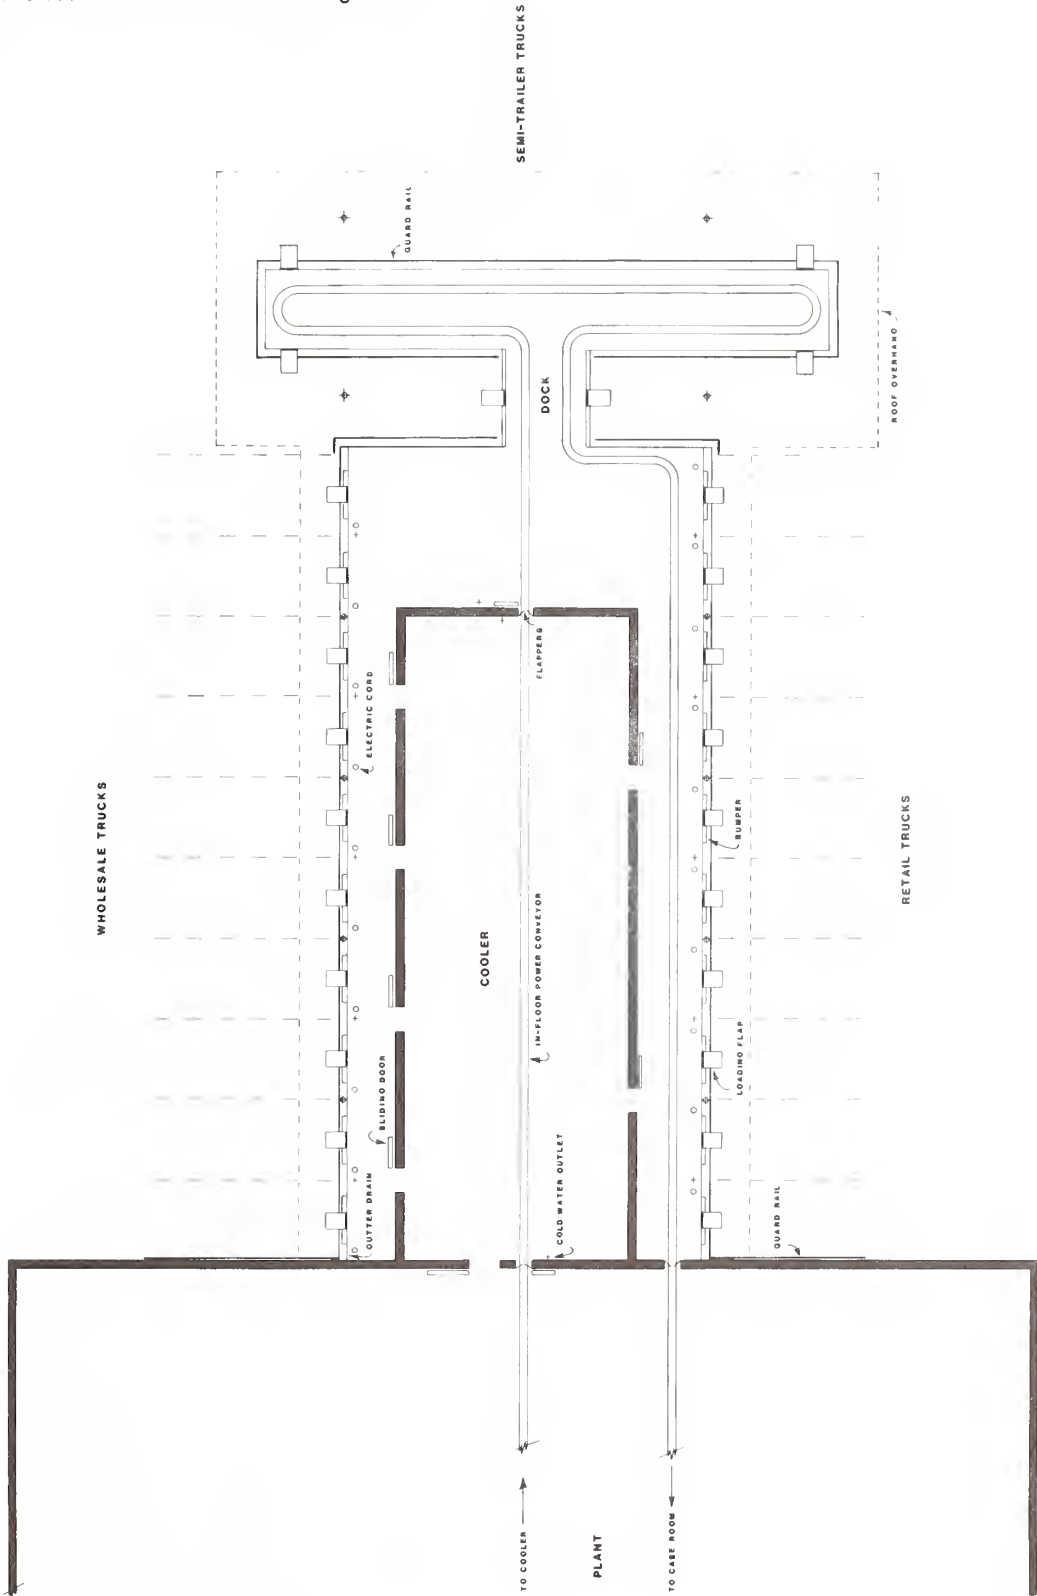 SEMI-TRAILER TRUCKS
GUARD RAIL
ROOF OVERHANG
DOCK
FLAPPERS
ELECTRIC CORD
WHOLESALE TRUCKS
BUMPER
RETAIL TRUCKS
COOLER
IN-FLOOR POWER CONVEYOR
LOADING FLAP
SLIDING DOOR
GUTTER DRAIN
COLD WATER OUTLET
GUARD RAIL
TO COOLER
PLANT
TO CASE ROOM